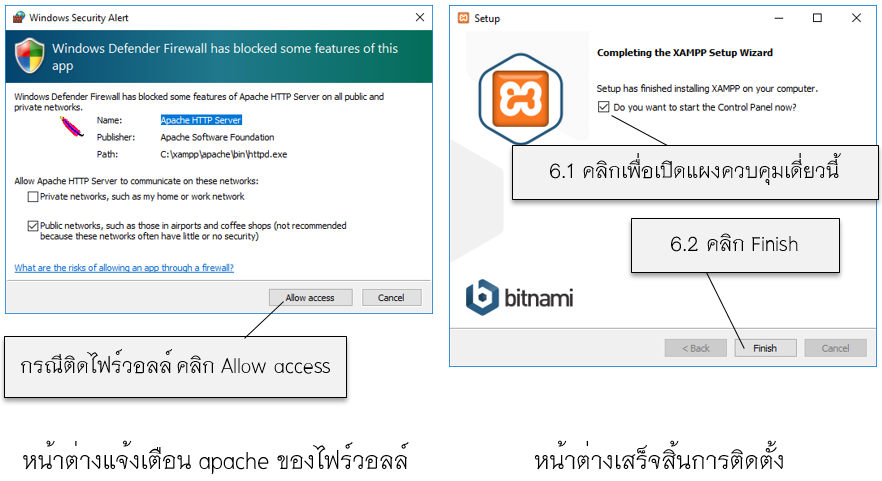 Windows Security Alert
Windows Defender Firewall has blocked some features of this
app
Windows Defender Firewall has blocked some features of Apache HTTP Server on all public and
private networks.
Name: Apache HTTP Server
Publisher: Apache Software Foundation
Path: C:\xampp\apache\bin\httpd.exe
Allow Apache HTTP Server to communicate on these networks:
Private networks, such as my home or work network
Public networks, such as those in airports and coffee shops (not recommended
because these networks often have little or no security)
What are the risks of allowing an app through a firewall?
Allow access Cancel
กรณีติดไฟร์วอลล์ คลิก Allow access
หน้าต่างแจ้งเตือน apache ของไฟร์วอลล์
Setup
Completing the XAMPP Setup Wizard
Setup has finished installing XAMPP on your computer.
Do you want to start the Control Panel now?
6.1 คลิกเพื่อเปิดแผงควบคุมเดี่ยวนี้
6.2 คลิก Finish
bitnami
< Back Finish Cancel
หน้าต่างเสร็จสิ้นการติดตั้ง